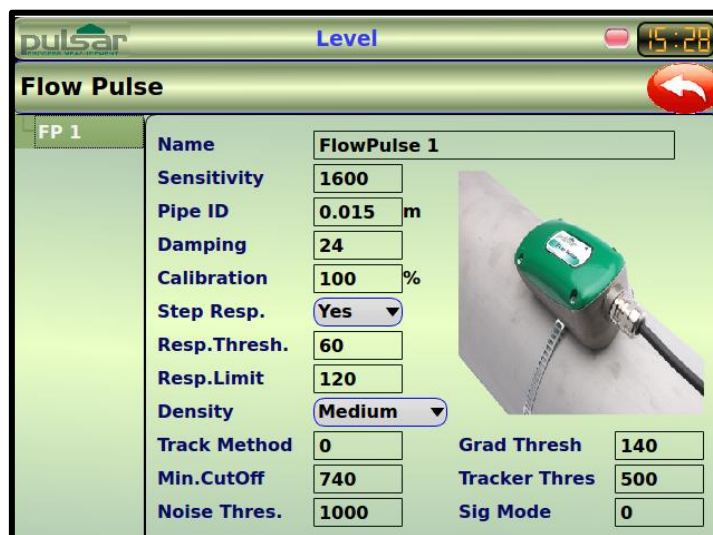 pulsar
PROCESS MEASUREMENT
Level
15:28
Flow Pulse
FP 1
Name FlowPulse 1
Sensitivity 1600
Pipe ID 0.015 m
Damping 24
Calibration 100 %
Step Resp. Yes
Resp.Thresh. 60
Resp.Limit 120
Density Medium
Track Method 0 Grad Thresh 140
Min.CutOff 740 Tracker Thres 500
Noise Thres. 1000 Sig Mode 0